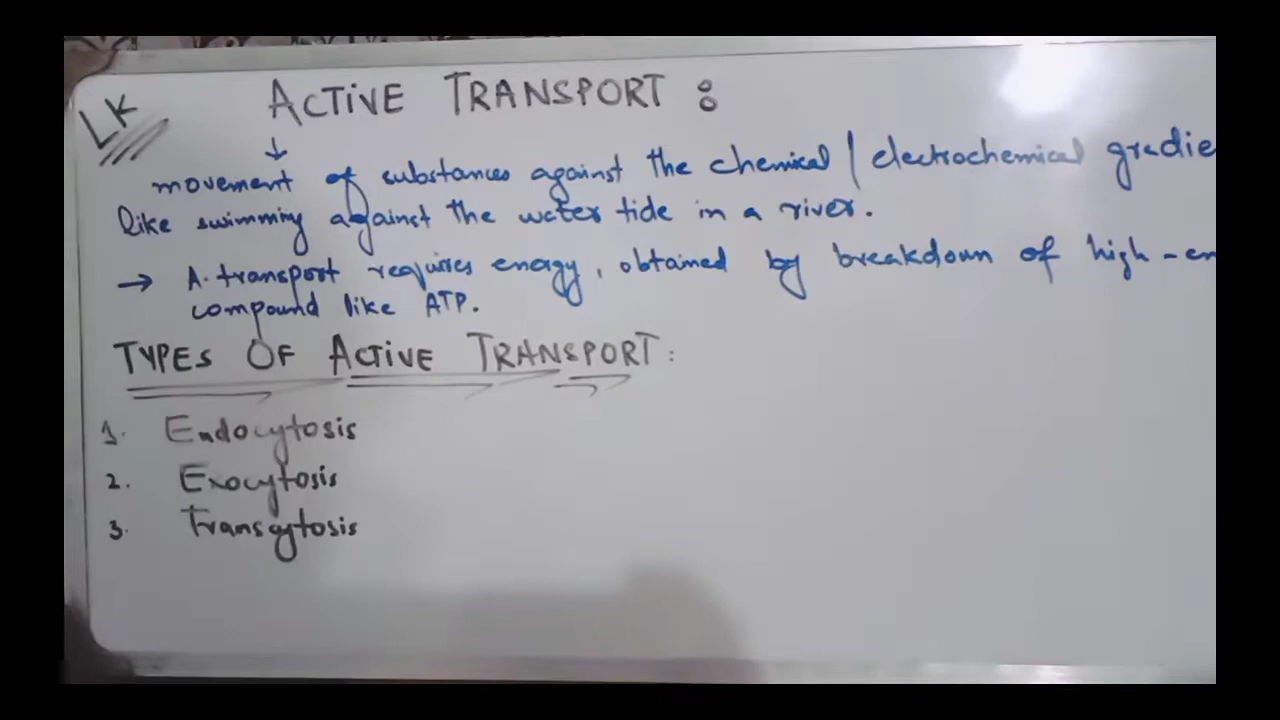 LK
ACTIVE TRANSPORT :
movement of substances against the chemical / electrochemical gradie
like swimming against the water tide in a river.
→ A. transport requires energy, obtained by breakdown of high-en
compound like ATP.
TYPES OF ACTIVE TRANSPORT:
1. Endocytosis
2. Exocytosis
3. Transcytosis